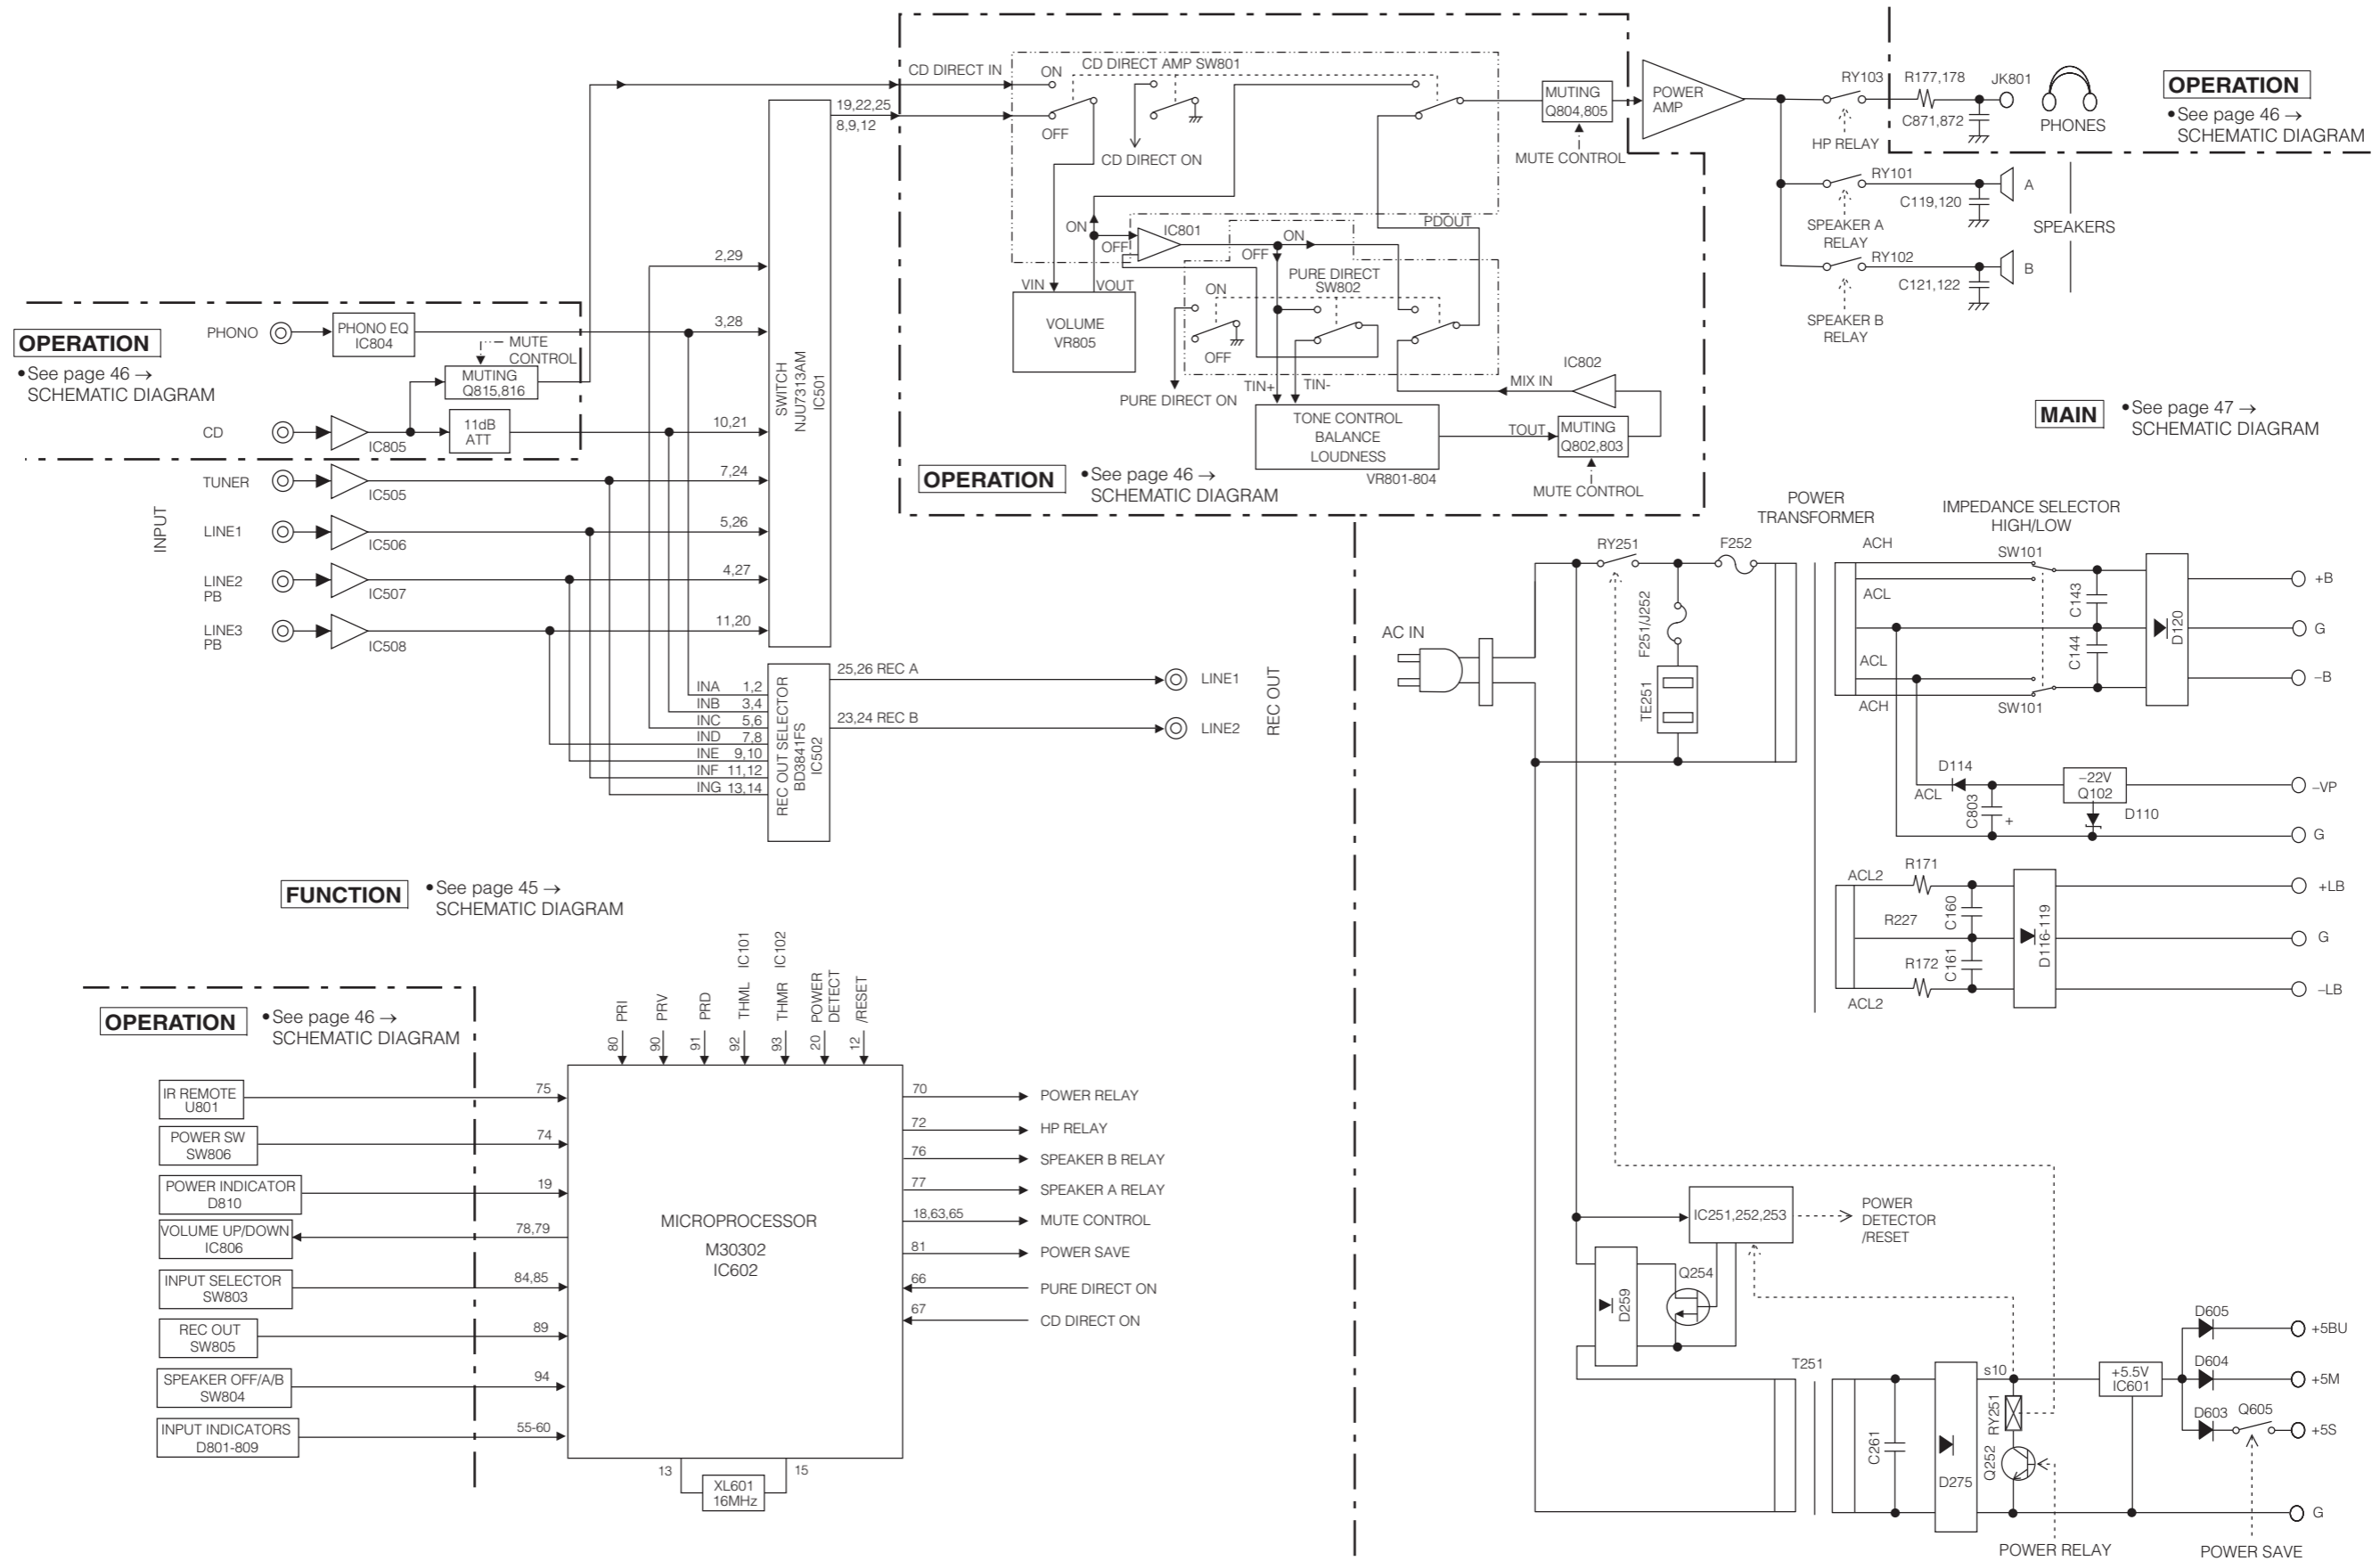 CD DIRECT IN
ON
OFF
CD DIRECT AMP SW801
CD DIRECT ON
19,22,25
8,9,12
MUTING
Q804,805
MUTE CONTROL
POWER
AMP
RY103
HP RELAY
R177,178
C871,872
JK801
PHONES
OPERATION
•See page 46 →
SCHEMATIC DIAGRAM
RY101
SPEAKER A
RELAY
C119,120
A
RY102
SPEAKER B
RELAY
C121,122
B
SPEAKERS
ON
OFF
IC801
ON
OFF
PDOUT
PURE DIRECT
SW802
ON
OFF
VIN
VOUT
VOLUME
VR805
PURE DIRECT ON
TIN+
TIN-
MIX IN
IC802
TONE CONTROL
BALANCE
LOUDNESS
VR801-804
TOUT
MUTING
Q802,803
MUTE CONTROL
OPERATION
•See page 46 →
SCHEMATIC DIAGRAM
OPERATION
•See page 46 →
SCHEMATIC DIAGRAM
PHONO
PHONO EQ
IC804
MUTE
CONTROL
MUTING
Q815,816
CD
IC805
11dB
ATT
INPUT
TUNER
IC505
LINE1
IC506
LINE2
PB
IC507
LINE3
PB
IC508
2,29
3,28
10,21
7,24
5,26
4,27
11,20
SWITCH
NJU7313AM
IC501
INA 1,2
INB 3,4
INC 5,6
IND 7,8
INE 9,10
INF 11,12
ING 13,14
REC OUT SELECTOR
BD3841FS
IC502
25,26 REC A
LINE1
23,24 REC B
LINE2
REC OUT
FUNCTION
•See page 45 →
SCHEMATIC DIAGRAM
MAIN
•See page 47 →
SCHEMATIC DIAGRAM
POWER
TRANSFORMER
IMPEDANCE SELECTOR
HIGH/LOW
AC IN
RY251
F252
F251/J252
TE251
ACH
ACL
ACL
ACH
SW101
SW101
C143
C144
D120
+B
G
−B
D114
ACL
C803
+
−22V
Q102
D110
−VP
G
ACL2
R171
R227
C160
C161
R172
ACL2
D116-119
+LB
G
−LB
OPERATION
•See page 46 →
SCHEMATIC DIAGRAM
IR REMOTE
U801
75
POWER SW
SW806
74
POWER INDICATOR
D810
19
VOLUME UP/DOWN
IC806
78,79
INPUT SELECTOR
SW803
84,85
REC OUT
SW805
89
SPEAKER OFF/A/B
SW804
94
INPUT INDICATORS
D801-809
55-60
80
PRI
90
PRV
91
PRD
92
THML IC101
93
THMR IC102
20
POWER
DETECT
12
/RESET
MICROPROCESSOR
M30302
IC602
70
POWER RELAY
72
HP RELAY
76
SPEAKER B RELAY
77
SPEAKER A RELAY
18,63,65
MUTE CONTROL
81
POWER SAVE
66
PURE DIRECT ON
67
CD DIRECT ON
13
15
XL601
16MHz
IC251,252,253
POWER
DETECTOR
/RESET
D259
Q254
T251
C261
D275
s10
RY251
Q252
+5.5V
IC601
D605
+5BU
D604
+5M
D603
Q605
+5S
G
POWER RELAY
POWER SAVE